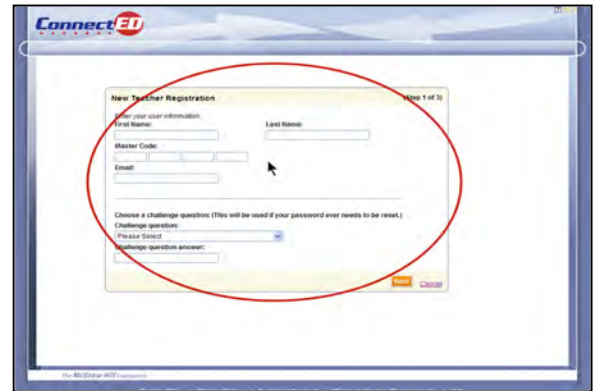 ConnectED
New Teacher Registration (Step 1 of 3)
Enter your user information.
First Name: Last Name:
Master Code:
Email:
Choose a challenge question: (This will be used if your password ever needs to be reset.)
Challenge question:
Please Select
Challenge question answer:
Next Cancel
The McGraw-Hill Companies